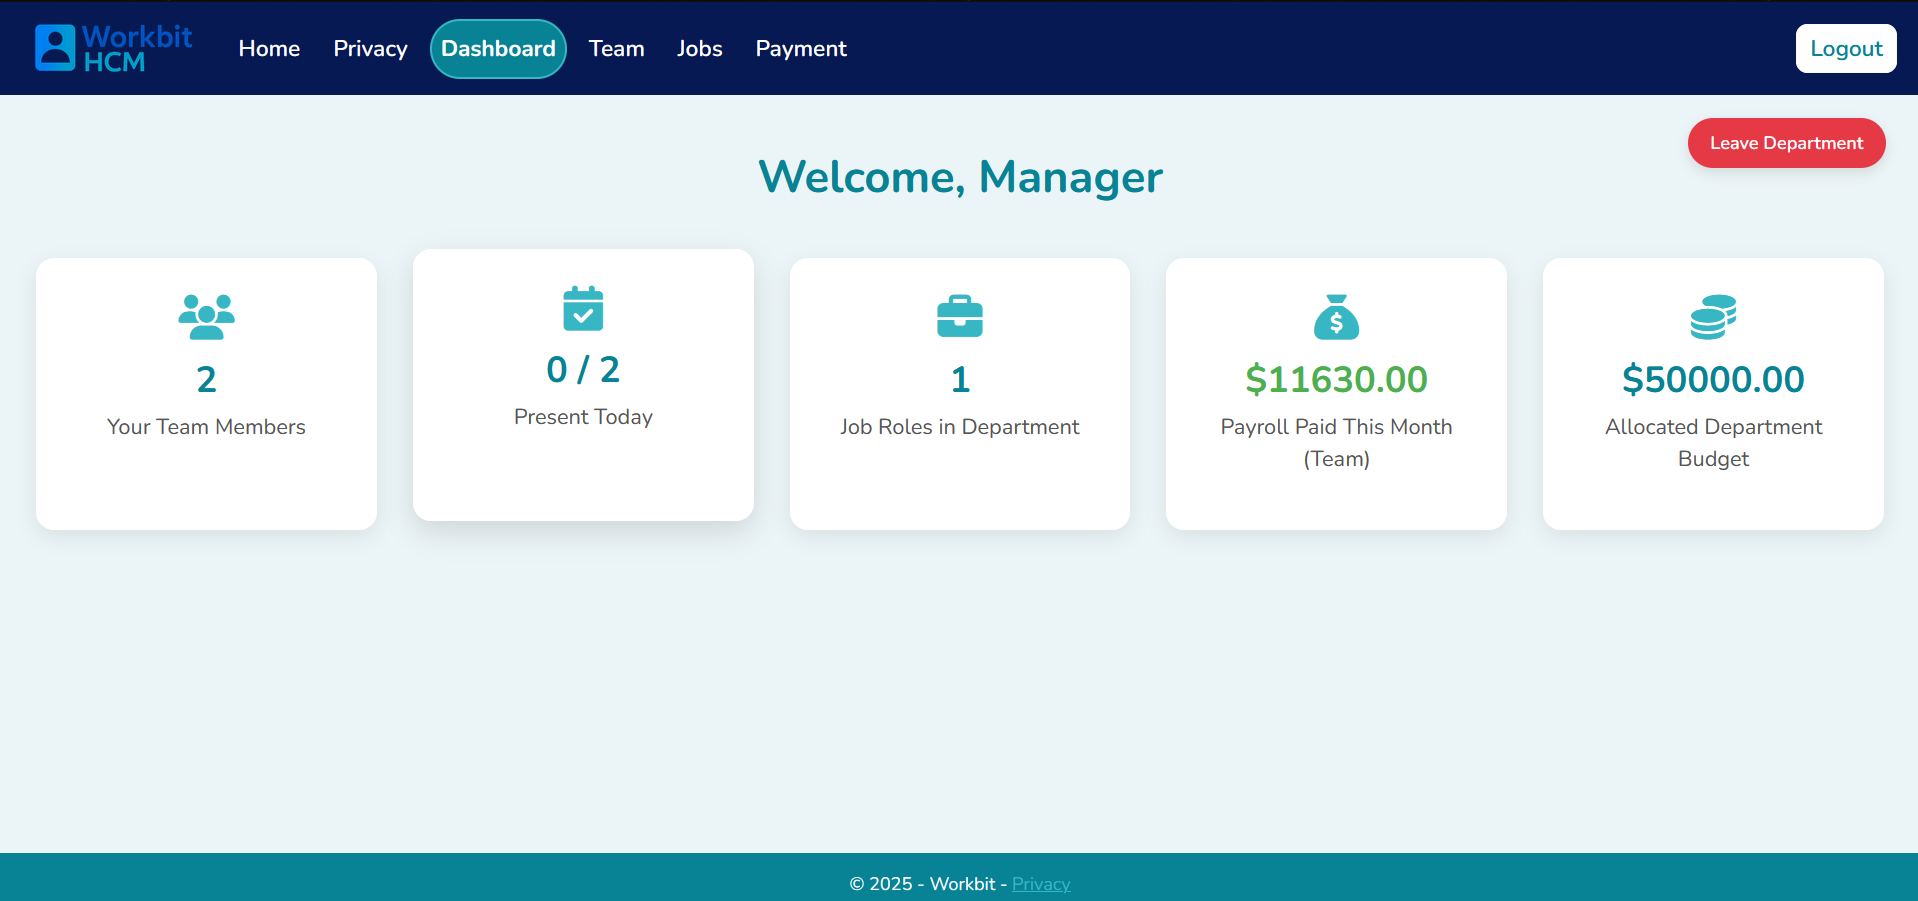 Workbit
HCM
Home Privacy Dashboard Team Jobs Payment
Logout
Leave Department
Welcome, Manager
2
Your Team Members
0 / 2
Present Today
1
Job Roles in Department
$11630.00
Payroll Paid This Month
(Team)
$50000.00
Allocated Department
Budget
© 2025 - Workbit - Privacy